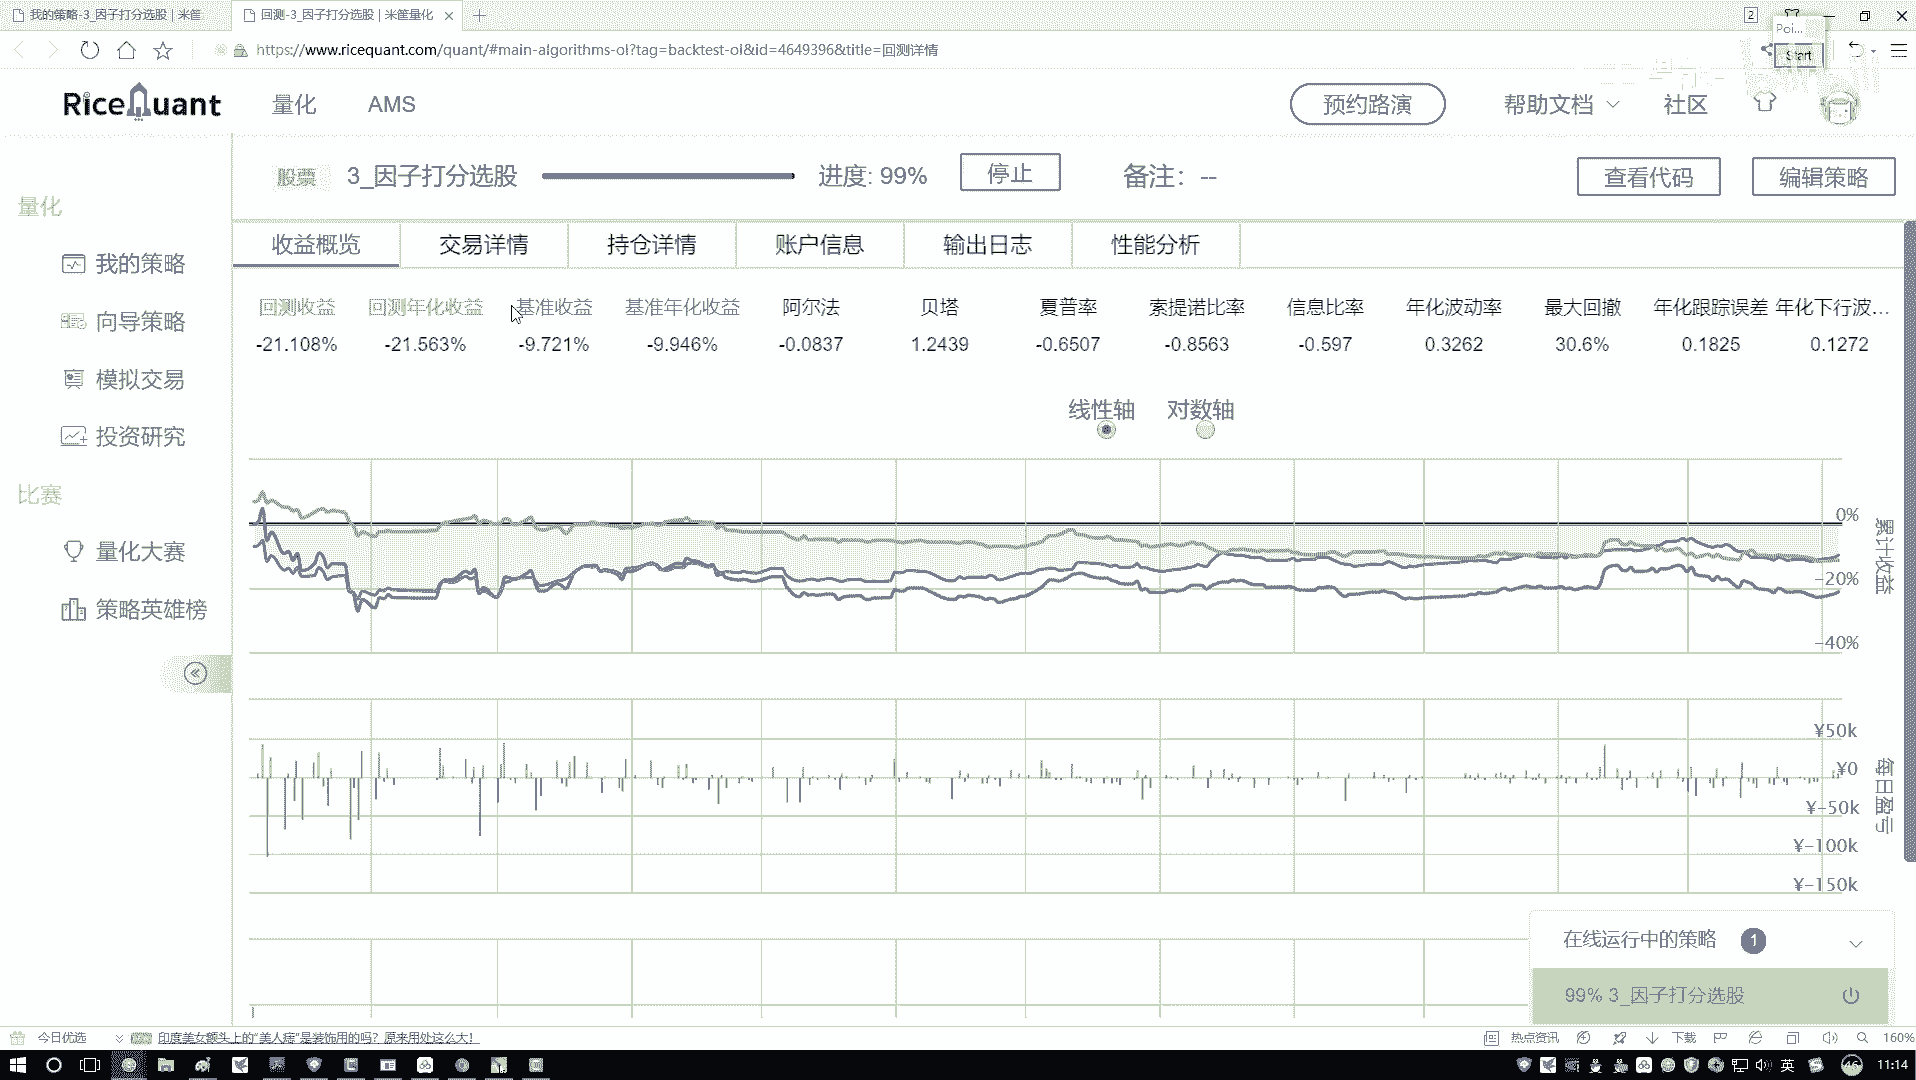 我的策略-3_因子打分选股 | 米筐
回测-3_因子打分选股 | 米筐量化
2
Poi...
Start
https://www.ricequant.com/quant/#main-algorithms-ol?tag=backtest-ol&id=4649396&title=回测详情
RiceQuant
量化
AMS
预约路演
帮助文档
社区
股票
3_因子打分选股
进度: 99%
停止
备注: --
查看代码
编辑策略
量化
我的策略
向导策略
模拟交易
投资研究
比赛
量化大赛
策略英雄榜
收益概览
交易详情
持仓详情
账户信息
输出日志
性能分析
回测收益 回测年化收益 基准收益 基准年化收益 阿尔法 贝塔 夏普率 索提诺比率 信息比率 年化波动率 最大回撤 年化跟踪误差 年化下行波...
-21.108% -21.563% -9.721% -9.946% -0.0837 1.2439 -0.6507 -0.8563 -0.597 0.3262 30.6% 0.1825 0.1272
线性轴 对数轴
0%
-20%
-40%
累计收益
¥50k
¥0
¥-50k
¥-100k
¥-150k
每日盈亏
在线运行中的策略 1
99% 3_因子打分选股
今日优选
印度美女额头上的“美人痣”是装饰用的吗？原来用处这么大！
热点资讯
下载
160%
英
46
11:14